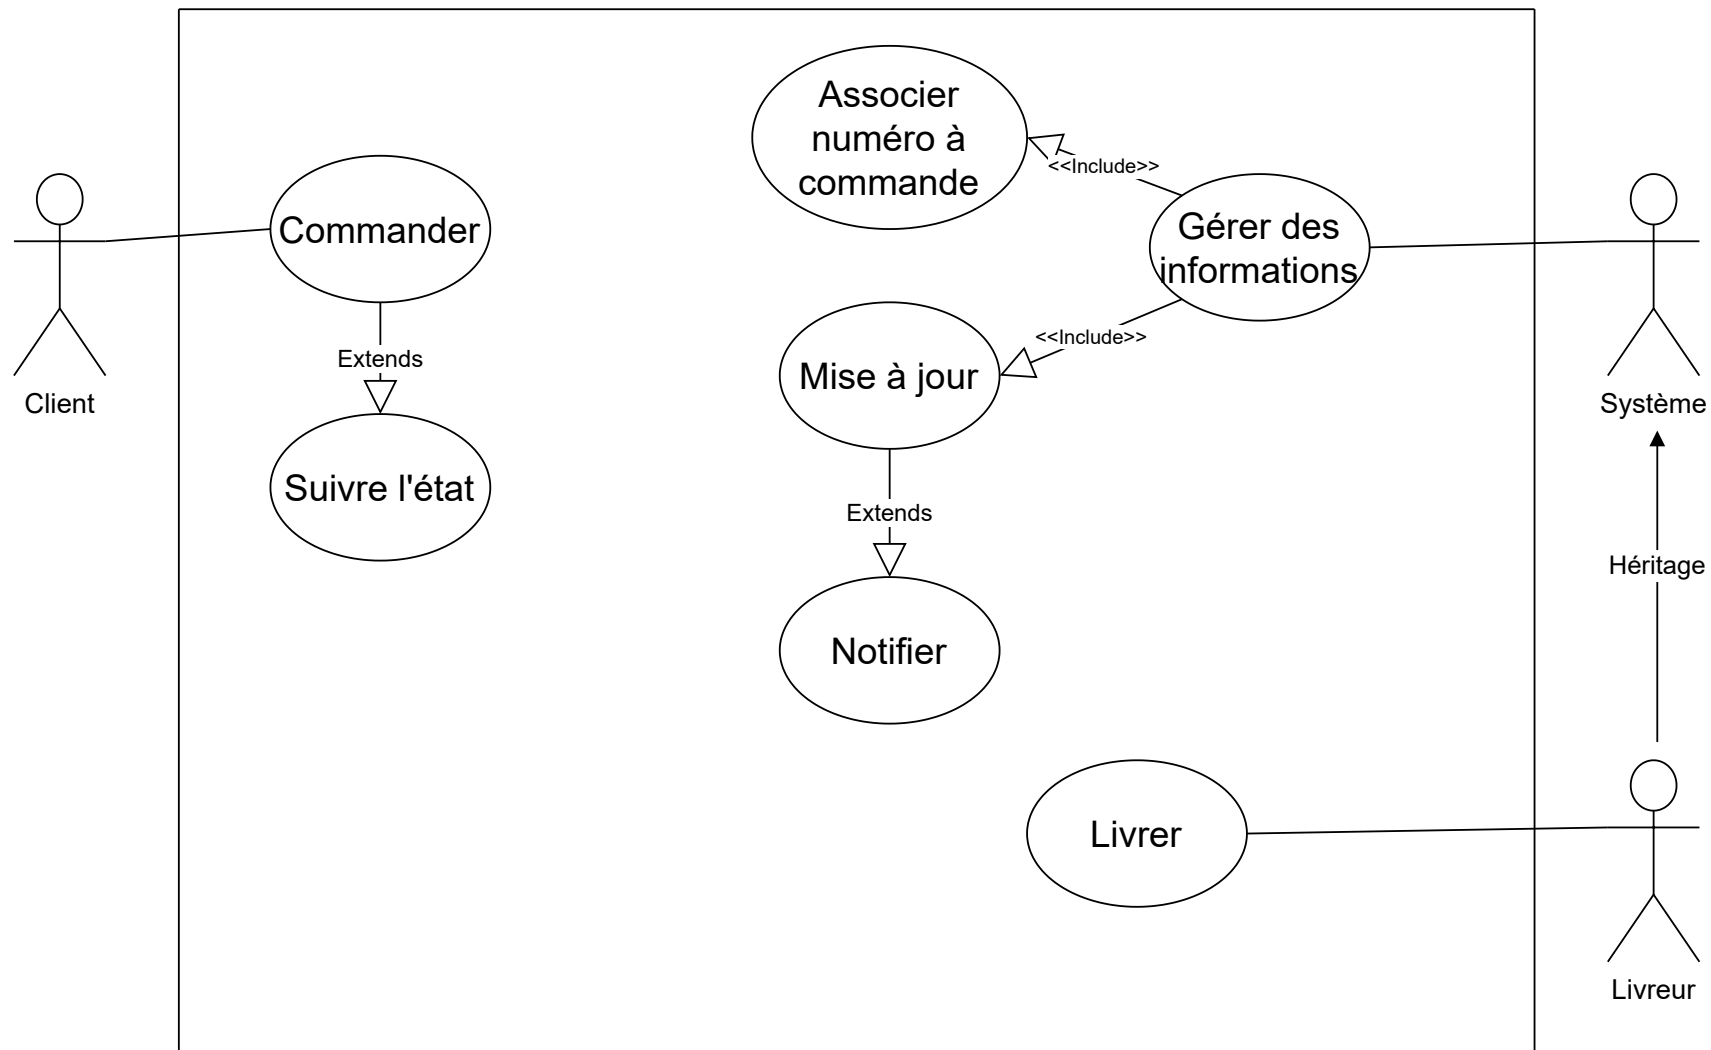 Associer
numéro à
commande
<<Include>>
Commander
Gérer des
informations
Extends
<<Include>>
Mise à jour
Client
Système
Suivre l'état
Extends
Héritage
Notifier
Livrer
Livreur